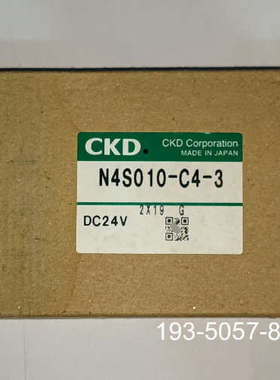 CKD.
CKD Corporation
MADE IN JAPAN
N4S010-C4-3
2X19 G
DC24V
193-5057-8